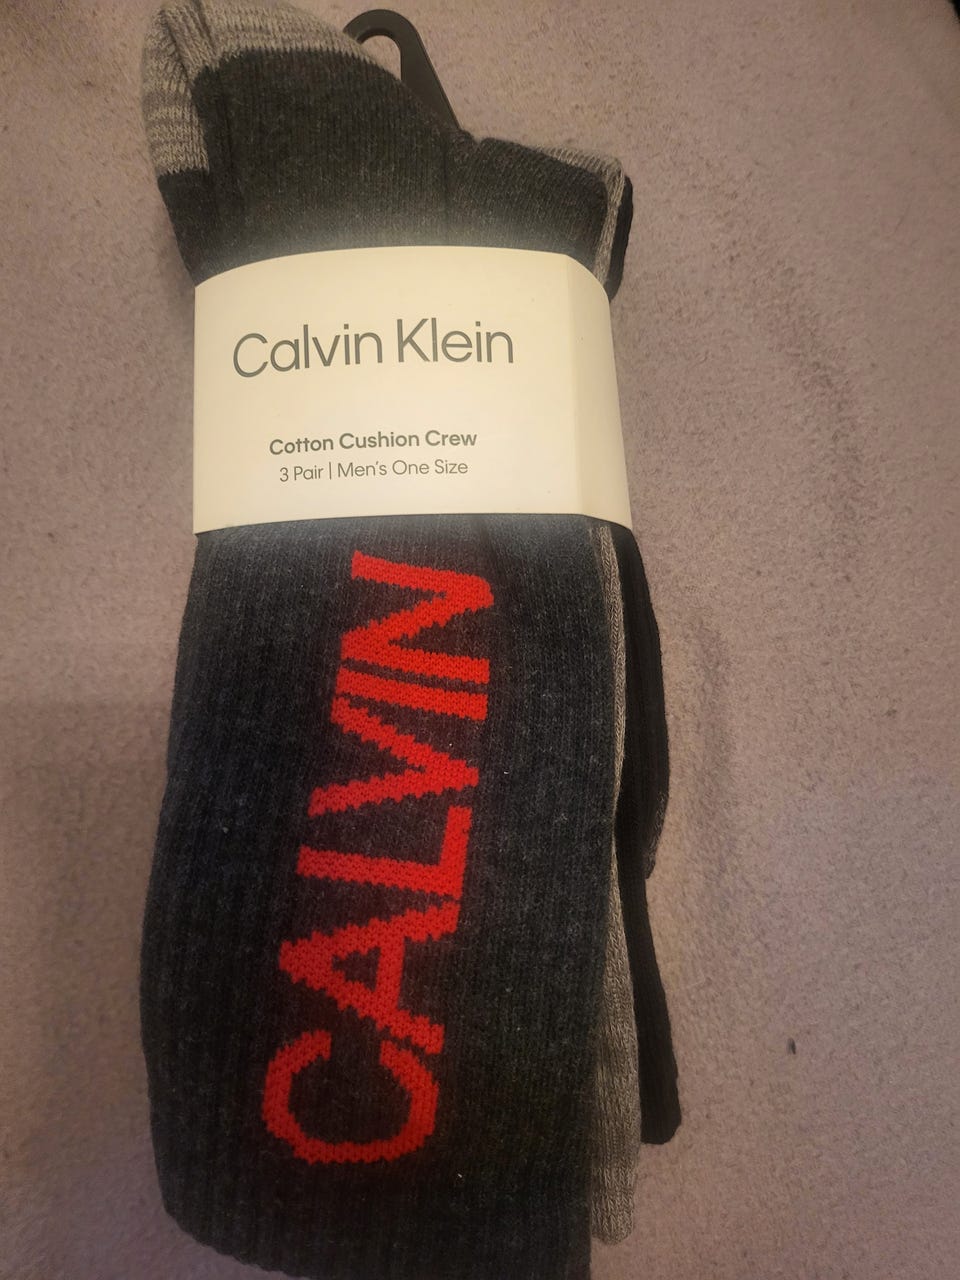 Calvin Klein
Cotton Cushion Crew
3 Pair | Men's One Size
CALVIN